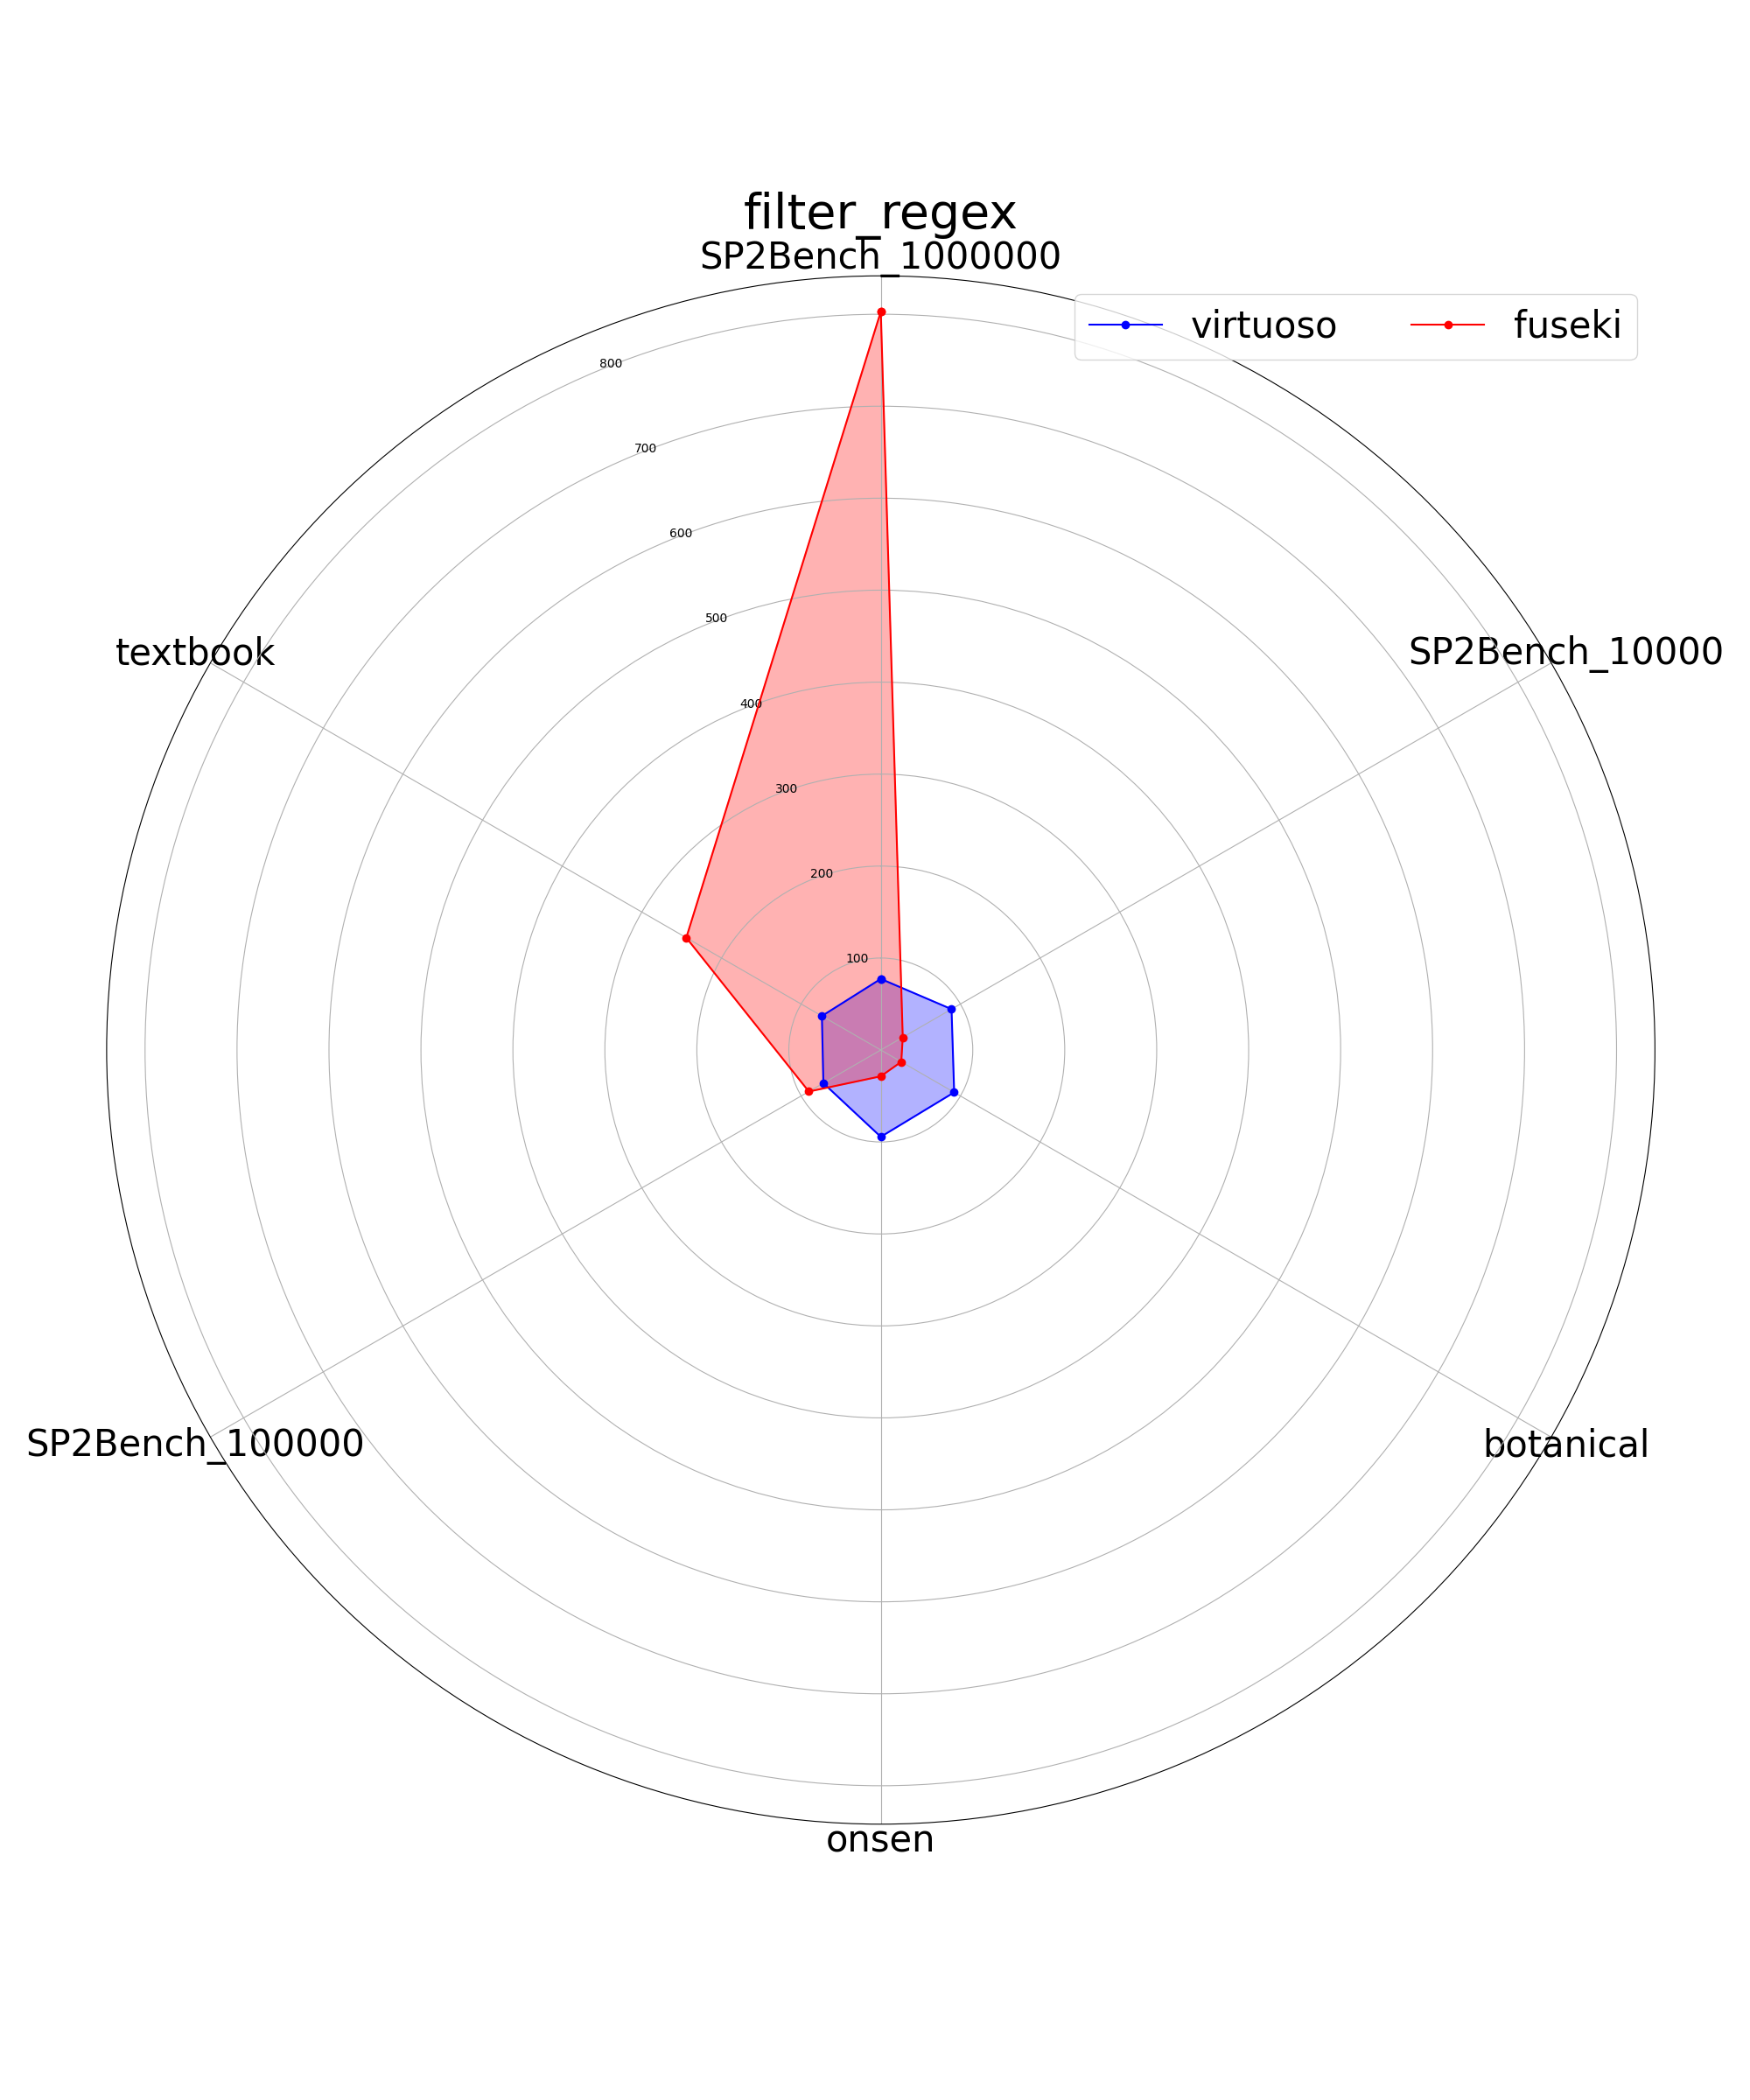 filter_regex
SP2Bench_1000000
virtuoso
fuseki
800
700
600
500
textbook
SP2Bench_10000
400
300
200
100
SP2Bench_100000
botanical
onsen